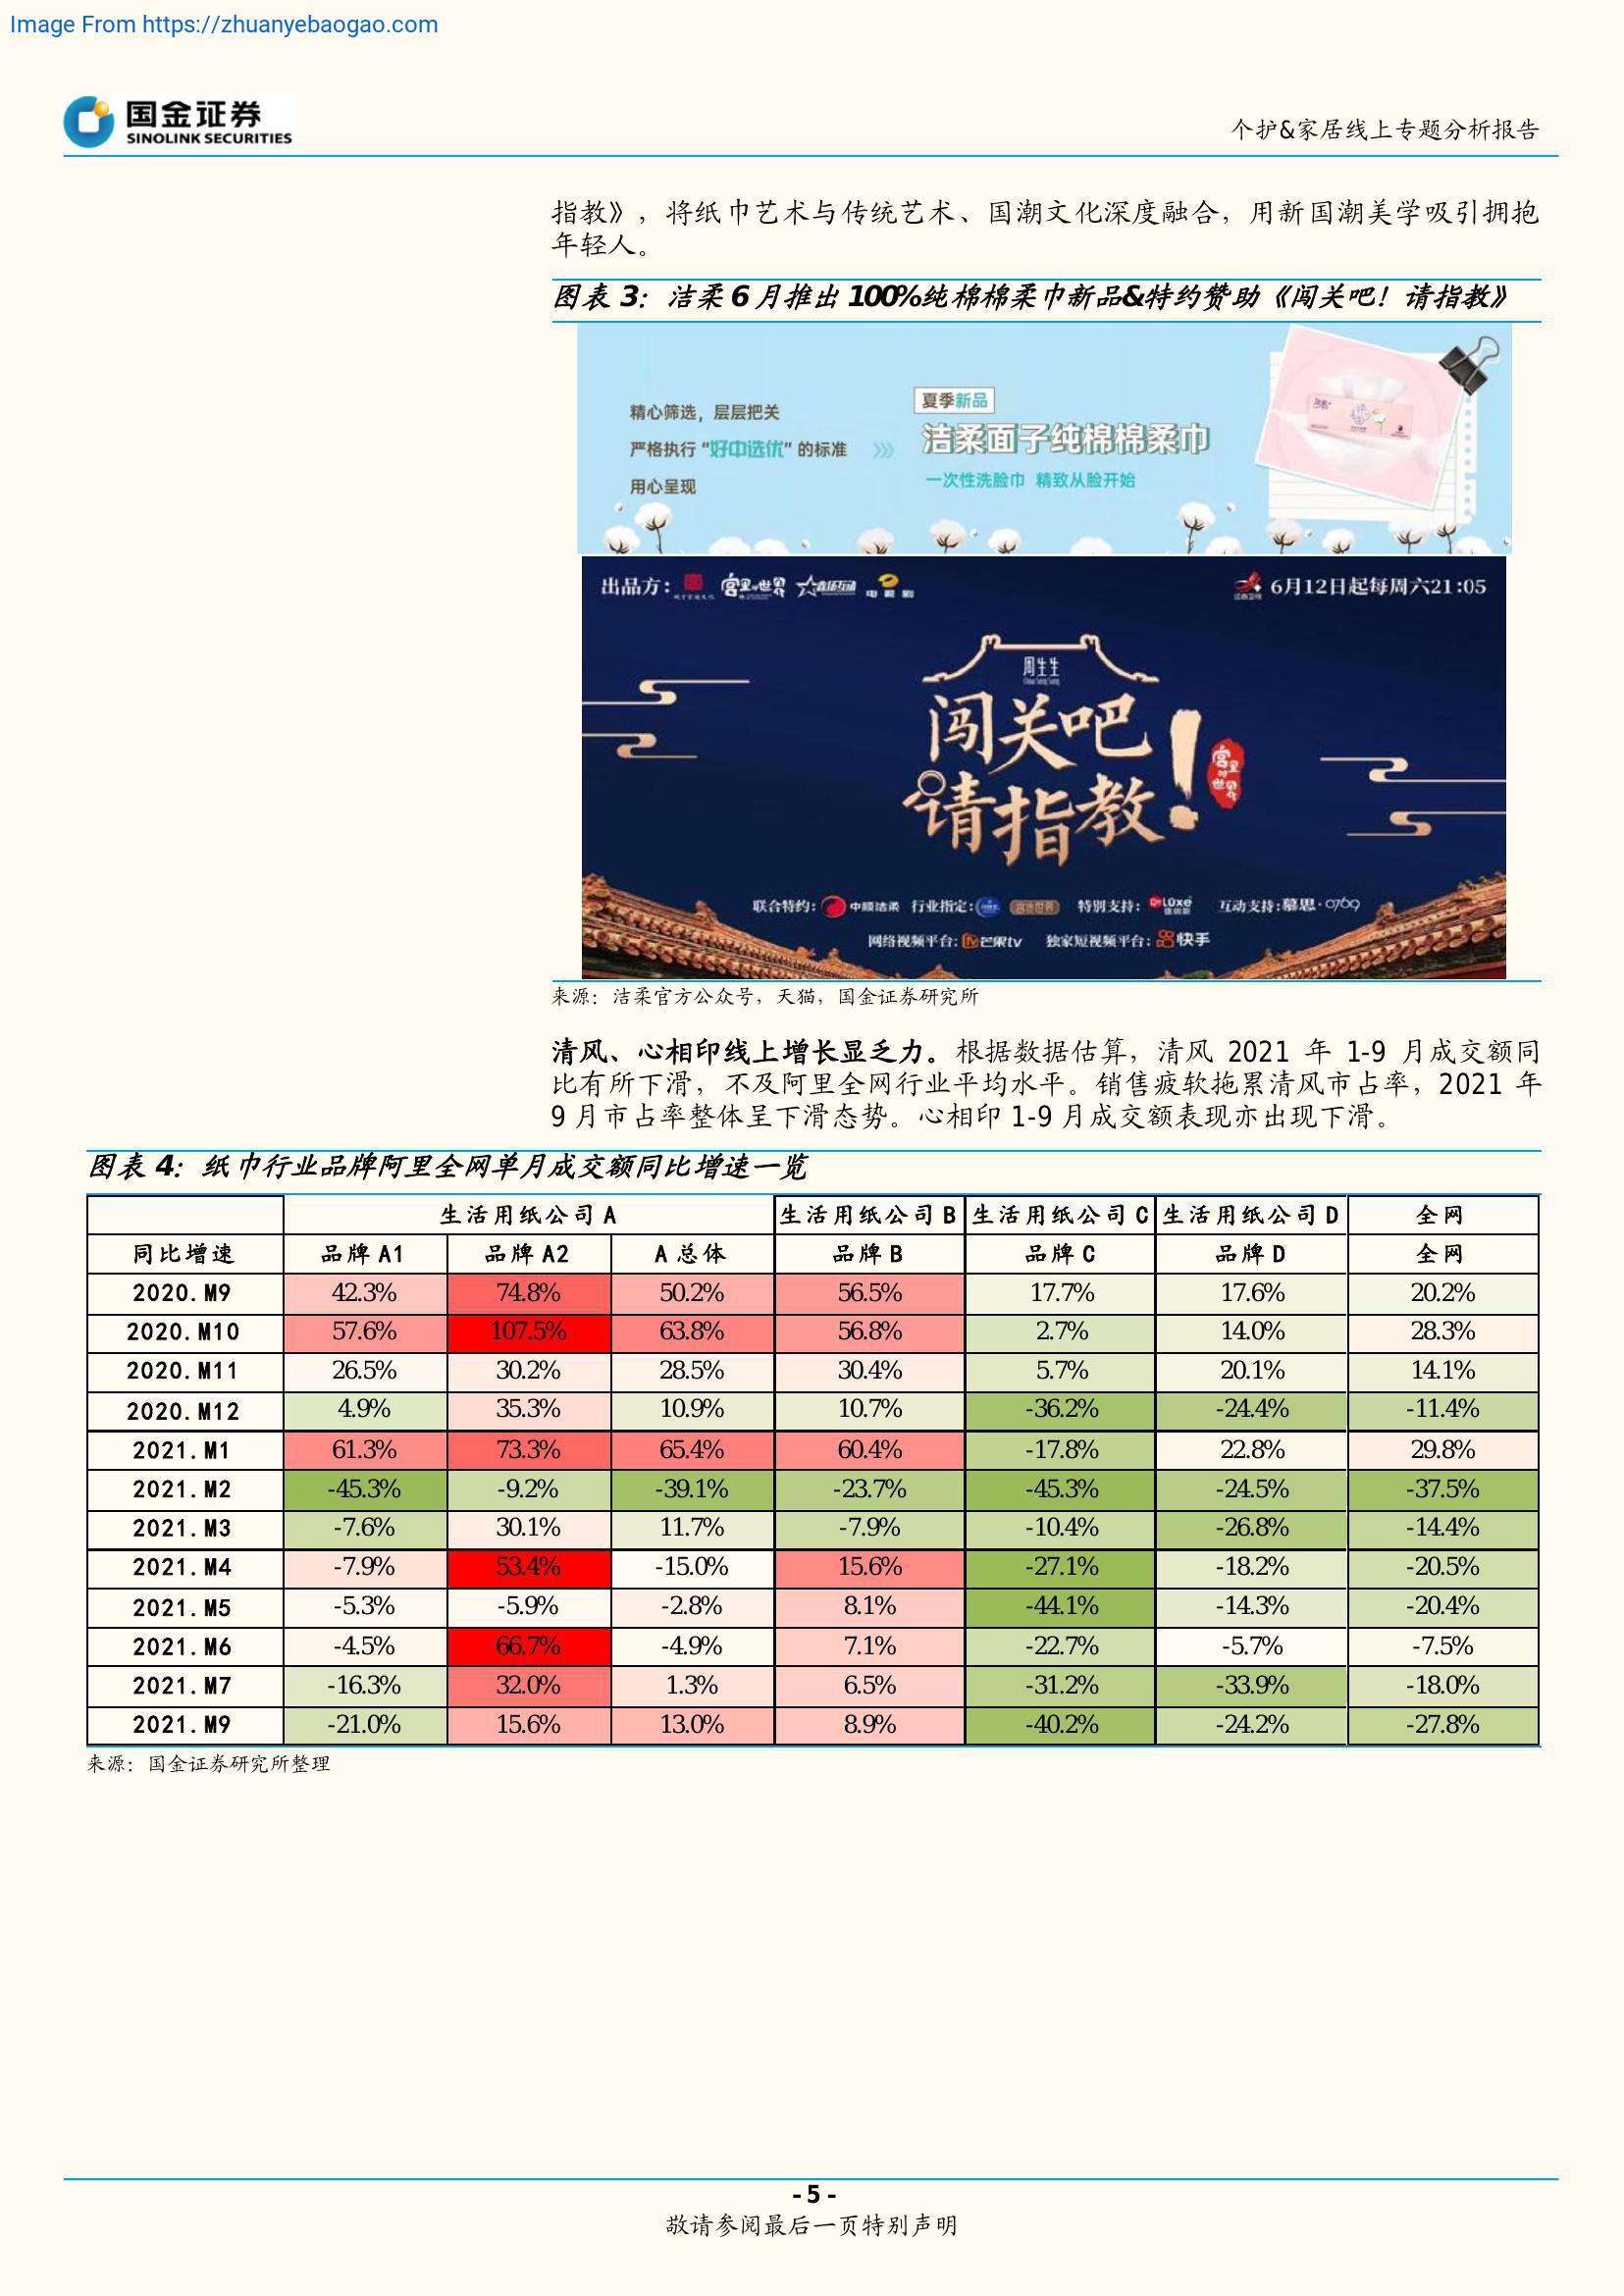 Image From https://zhuanyebaogao.com
国金证券
SINOLINK SECURITIES
个护&家居线上专题分析报告
指教》，将纸巾艺术与传统艺术、国潮文化深度融合，用新国潮美学吸引拥抱
年轻人。
图表 3：洁柔 6 月推出 100%纯棉棉柔巾新品&特约赞助《闯关吧！请指教》
精心筛选，层层把关
严格执行 “好中选优” 的标准
用心呈现
夏季新品
洁柔面子纯棉棉柔巾
一次性洗脸巾 精致从脸开始
出品方：
宫里的世界
电视剧
6月12日起每周六21:05
周生生
闯关吧
请指教！
宫里的世界
联合特约：中顺洁柔 行业指定： 特别支持： 互动支持：慕思·0769
网络视频平台：芒果tv 独家短视频平台：快手
来源：洁柔官方公众号，天猫，国金证券研究所
清风、心相印线上增长显乏力。根据数据估算，清风 2021 年 1-9 月成交额同
比有所下滑，不及阿里全网行业平均水平。销售疲软拖累清风市占率，2021 年
9 月市占率整体呈下滑态势。心相印 1-9 月成交额表现亦出现下滑。
图表 4：纸巾行业品牌阿里全网单月成交额同比增速一览
生活用纸公司 A 生活用纸公司 B 生活用纸公司 C 生活用纸公司 D 全网
同比增速 品牌 A1 品牌 A2 A 总体 品牌 B 品牌 C 品牌 D 全网
2020.M9 42.3% 74.8% 50.2% 56.5% 17.7% 17.6% 20.2%
2020.M10 57.6% 107.5% 63.8% 56.8% 2.7% 14.0% 28.3%
2020.M11 26.5% 30.2% 28.5% 30.4% 5.7% 20.1% 14.1%
2020.M12 4.9% 35.3% 10.9% 10.7% -36.2% -24.4% -11.4%
2021.M1 61.3% 73.3% 65.4% 60.4% -17.8% 22.8% 29.8%
2021.M2 -45.3% -9.2% -39.1% -23.7% -45.3% -24.5% -37.5%
2021.M3 -7.6% 30.1% 11.7% -7.9% -10.4% -26.8% -14.4%
2021.M4 -7.9% 53.4% -15.0% 15.6% -27.1% -18.2% -20.5%
2021.M5 -5.3% -5.9% -2.8% 8.1% -44.1% -14.3% -20.4%
2021.M6 -4.5% 66.7% -4.9% 7.1% -22.7% -5.7% -7.5%
2021.M7 -16.3% 32.0% 1.3% 6.5% -31.2% -33.9% -18.0%
2021.M9 -21.0% 15.6% 13.0% 8.9% -40.2% -24.2% -27.8%
来源：国金证券研究所整理
- 5 -
敬请参阅最后一页特别声明